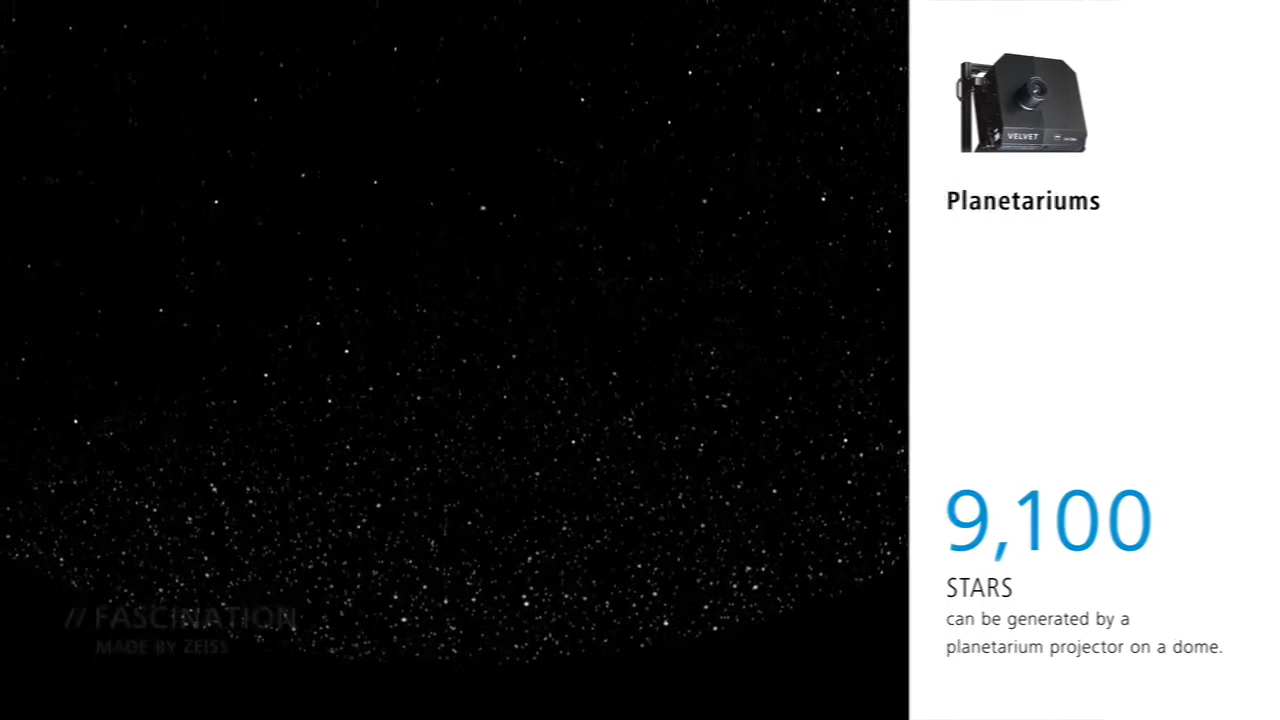 VELVET
Planetariums
9,100
STARS
can be generated by a
planetarium projector on a dome.
// FASCINATION
MADE BY ZEISS